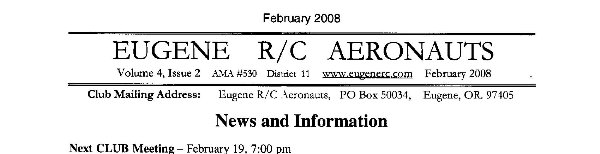 February 2008
EUGENE R/C AERONAUTS
Volume 4, Issue 2 AMA #530 District 11 www.eugenerc.com February 2008
Club Mailing Address: Eugene R/C Aeronauts, PO Box 50034, Eugene, OR. 97405
News and Information
Next CLUB Meeting – February 19, 7:00 pm